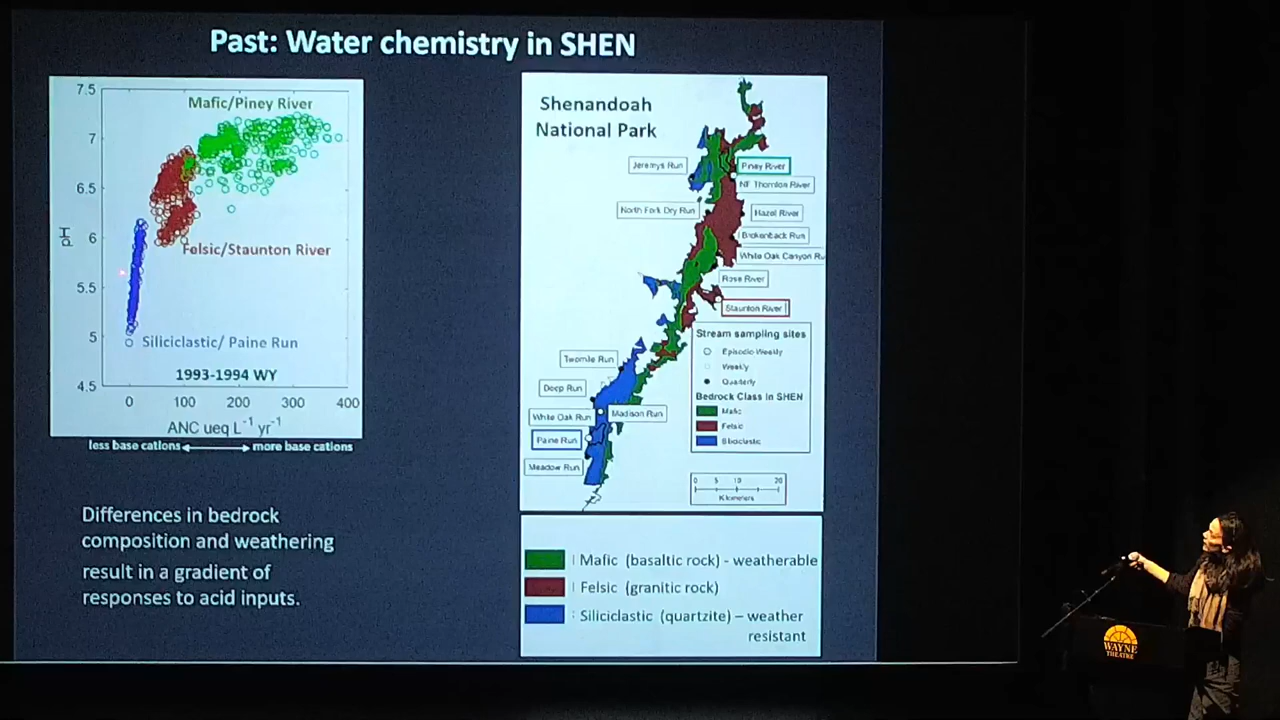 Past: Water chemistry in SHEN
7.5
7
6.5
6
5.5
5
4.5
pH
Mafic/Piney River
Felsic/Staunton River
Siliciclastic/ Paine Run
1993-1994 WY
0 100 200 300 400
ANC ueq L⁻¹ yr⁻¹
less base cations more base cations
Differences in bedrock
composition and weathering
result in a gradient of
responses to acid inputs.
Shenandoah
National Park
Jeremys Run
Piney River
NF Thornton River
North Fork Dry Run
Hazel River
Brokenback Run
White Oak Canyon Ru
Rose River
Staunton River
Stream sampling sites
Episodic Weekly
Weekly
Quarterly
Bedrock Class in SHEN
Mafic
Felsic
Siliciclastic
Twomile Run
Deep Run
White Oak Run
Madison Run
Paine Run
Meadow Run
0 5 10 20
Kilometers
Mafic (basaltic rock) - weatherable
Felsic (granitic rock)
: Siliciclastic (quartzite) – weather
resistant
WAYNE
THEATRE